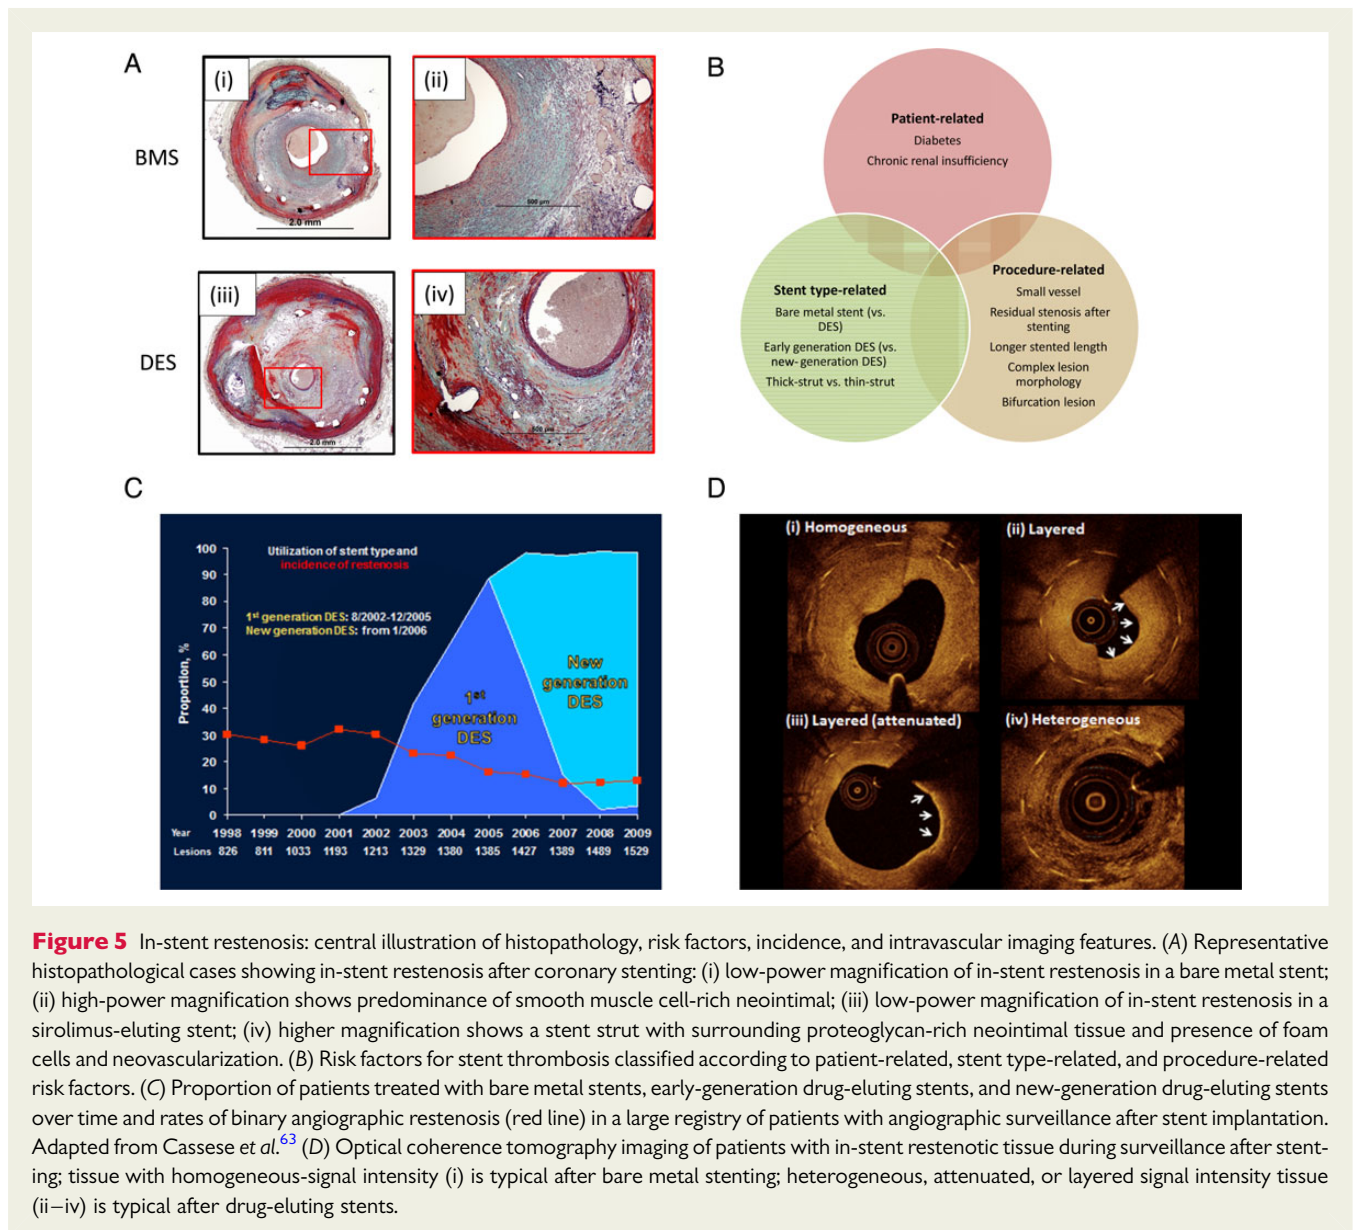 A
(i)
(ii)
BMS
2.0 mm
500 µm
(iii)
(iv)
DES
2.0 mm
500 µm
B
Patient-related
Diabetes
Chronic renal insufficiency
Stent type-related
Bare metal stent (vs.
DES)
Early generation DES (vs.
new-generation DES)
Thick-strut vs. thin-strut
Procedure-related
Small vessel
Residual stenosis after
stenting
Longer stented length
Complex lesion
morphology
Bifurcation lesion
C
Utilization of stent type and
incidence of restenosis
1st generation DES: 8/2002-12/2005
New generation DES: from 1/2006
Proportion, %
100
90
80
70
60
50
40
30
20
10
0
1st
generation
DES
New
generation
DES
Year 1998 1999 2000 2001 2002 2003 2004 2005 2006 2007 2008 2009
Lesions 826 811 1033 1193 1213 1329 1380 1385 1427 1389 1489 1529
D
(i) Homogeneous
(ii) Layered
(iii) Layered (attenuated)
(iv) Heterogeneous
Figure 5 In-stent restenosis: central illustration of histopathology, risk factors, incidence, and intravascular imaging features. (A) Representative
histopathological cases showing in-stent restenosis after coronary stenting: (i) low-power magnification of in-stent restenosis in a bare metal stent;
(ii) high-power magnification shows predominance of smooth muscle cell-rich neointimal; (iii) low-power magnification of in-stent restenosis in a
sirolimus-eluting stent; (iv) higher magnification shows a stent strut with surrounding proteoglycan-rich neointimal tissue and presence of foam
cells and neovascularization. (B) Risk factors for stent thrombosis classified according to patient-related, stent type-related, and procedure-related
risk factors. (C) Proportion of patients treated with bare metal stents, early-generation drug-eluting stents, and new-generation drug-eluting stents
over time and rates of binary angiographic restenosis (red line) in a large registry of patients with angiographic surveillance after stent implantation.
Adapted from Cassese et al.63 (D) Optical coherence tomography imaging of patients with in-stent restenotic tissue during surveillance after stent-
ing; tissue with homogeneous-signal intensity (i) is typical after bare metal stenting; heterogeneous, attenuated, or layered signal intensity tissue
(ii–iv) is typical after drug-eluting stents.